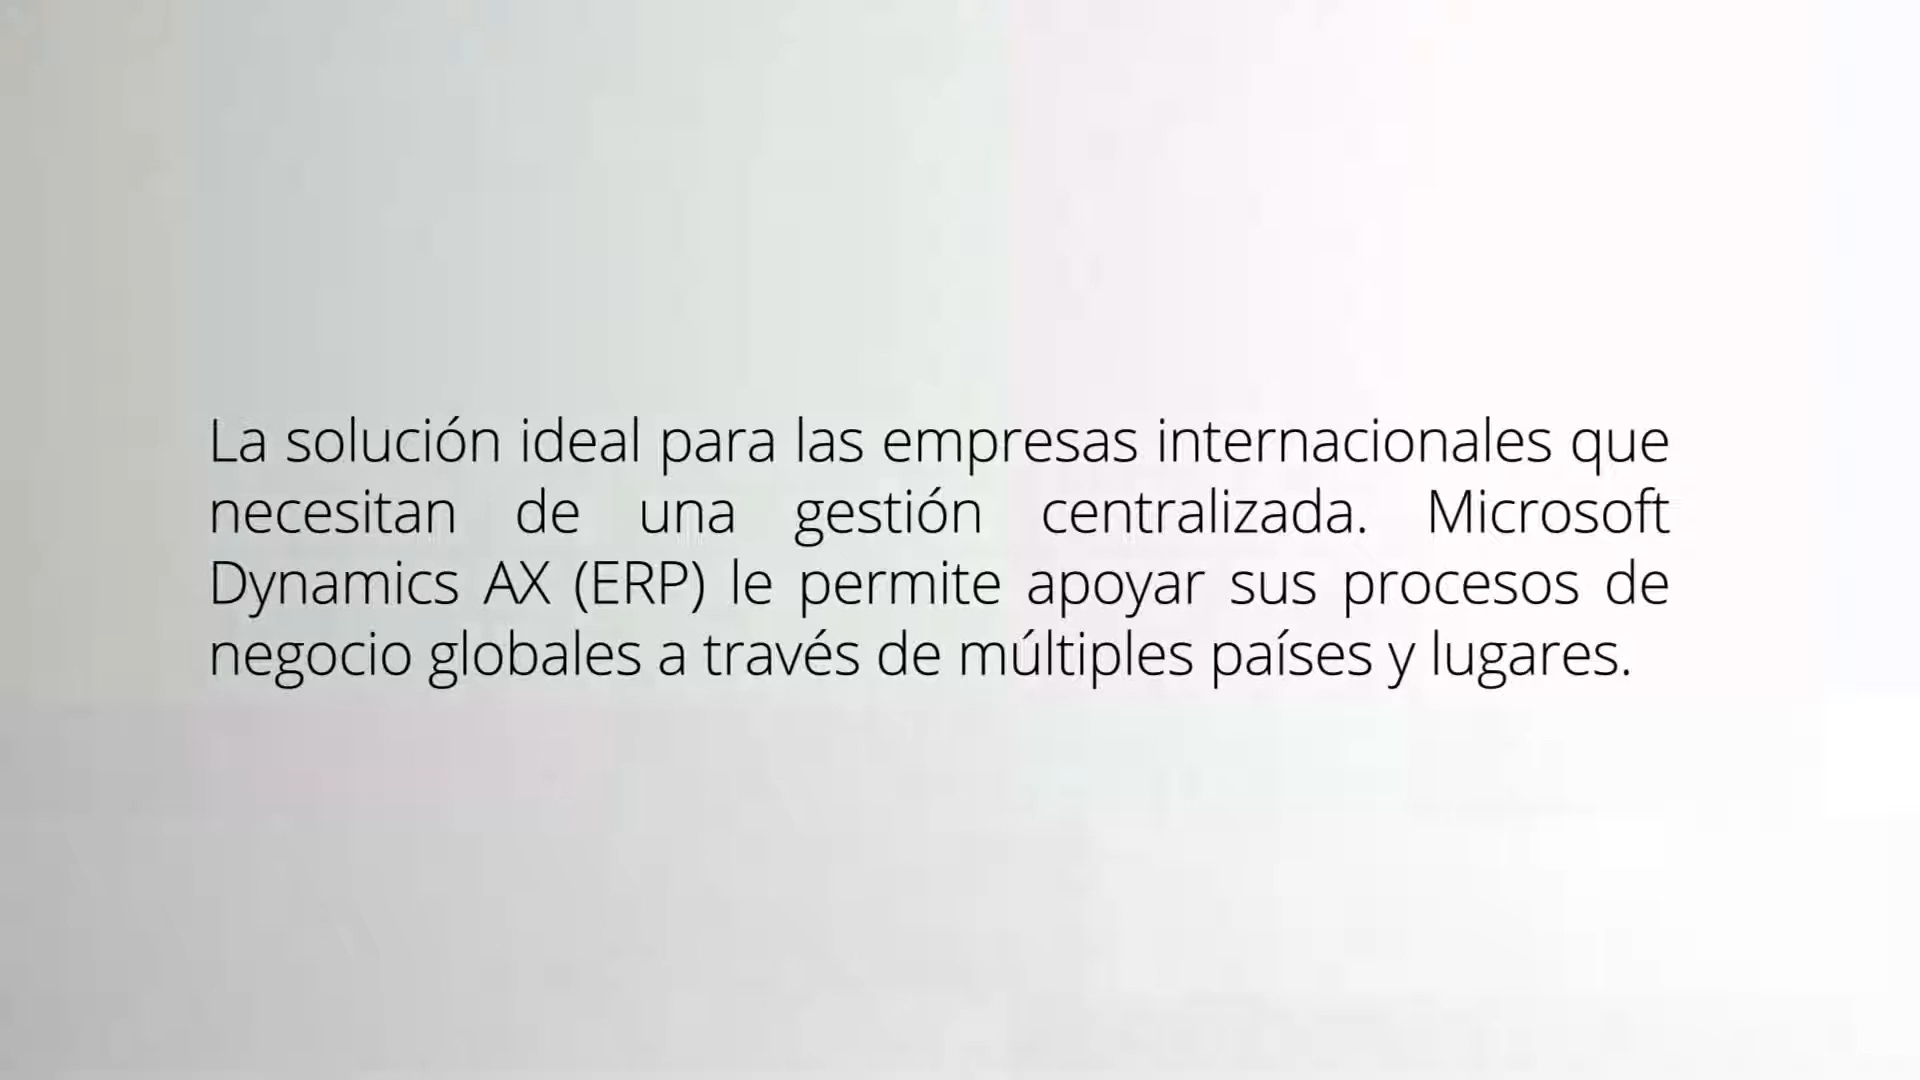 La solución ideal para las empresas internacionales que
necesitan de una gestión centralizada. Microsoft
Dynamics AX (ERP) le permite apoyar sus procesos de
negocio globales a través de múltiples países y lugares.